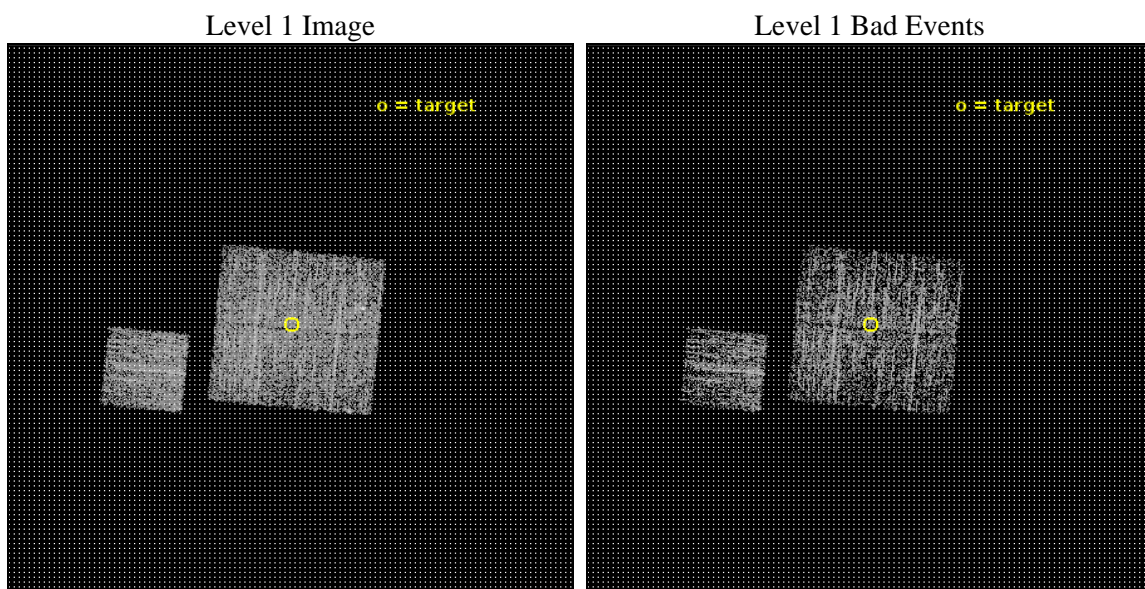 Level 1 Image
Level 1 Bad Events
o = target
o = target